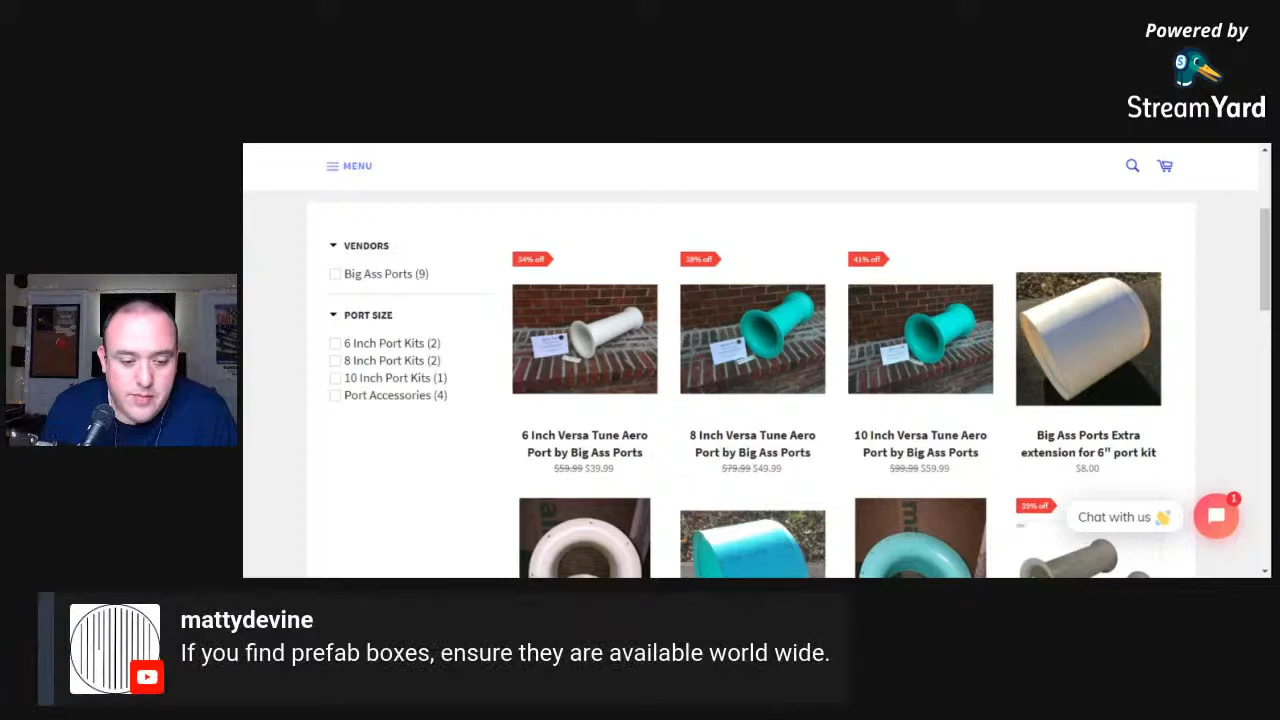 Powered by
StreamYard
MENU
VENDORS
Big Ass Ports (9)
PORT SIZE
6 Inch Port Kits (2)
8 Inch Port Kits (2)
10 Inch Port Kits (1)
Port Accessories (4)
34% off
38% off
41% off
6 Inch Versa Tune Aero
Port by Big Ass Ports
$59.99 $39.99
8 Inch Versa Tune Aero
Port by Big Ass Ports
$79.99 $49.99
10 Inch Versa Tune Aero
Port by Big Ass Ports
$99.99 $59.99
Big Ass Ports Extra
extension for 6" port kit
$8.00
Chat with us
1
mattydevine
If you find prefab boxes, ensure they are available world wide.